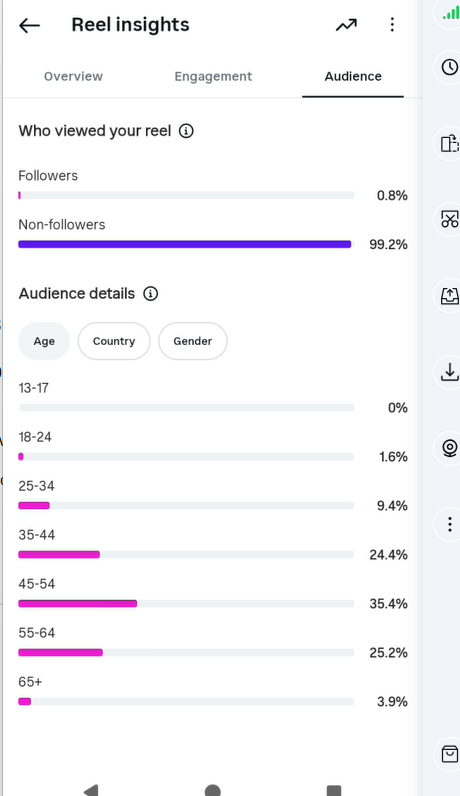 Reel insights
Overview Engagement Audience
Who viewed your reel
Followers
0.8%
Non-followers
99.2%
Audience details
Age Country Gender
13-17
0%
18-24
1.6%
25-34
9.4%
35-44
24.4%
45-54
35.4%
55-64
25.2%
65+
3.9%